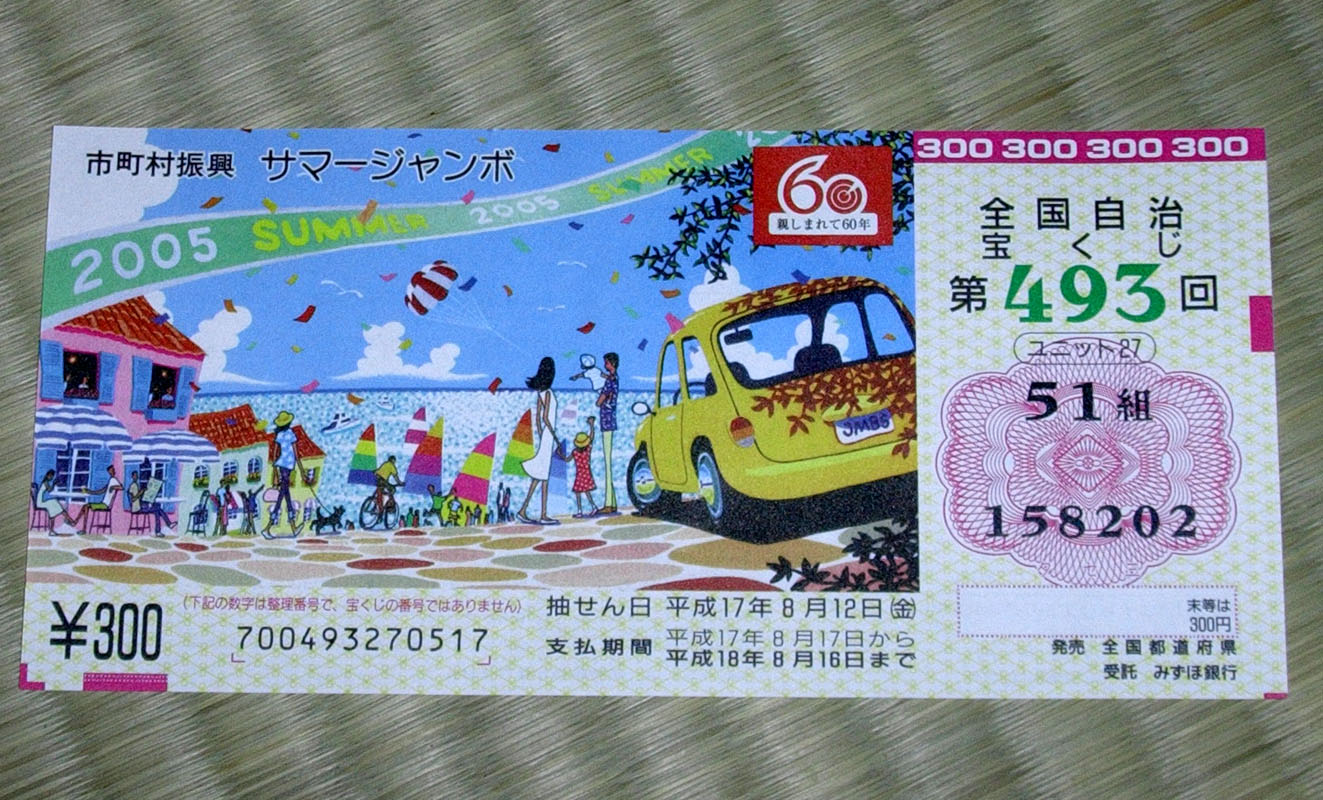 市町村振興 サマージャンボ
2005 SUMMER 2005 SUMMER
60
親しまれて60年
JMBS
¥300
(下記の数字は整理番号で、宝くじの番号ではありません)
700493270517
抽せん日 平成17年8月12日(金)
支払期間 平成17年8月17日から
平成18年8月16日まで
300 300 300 300
全国自治
宝くじ
第493回
ユニット27
51組
158202
末等は
300円
発売 全国都道府県
受託 みずほ銀行